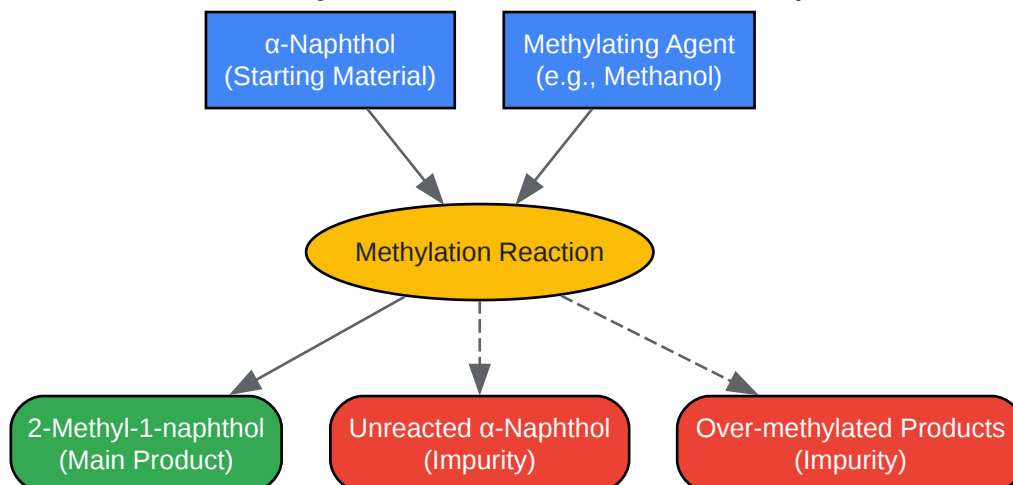 α-Naphthol
(Starting Material)
Methylating Agent
(e.g., Methanol)
Methylation Reaction
2-Methyl-1-naphthol
(Main Product)
Unreacted α-Naphthol
(Impurity)
Over-methylated Products
(Impurity)